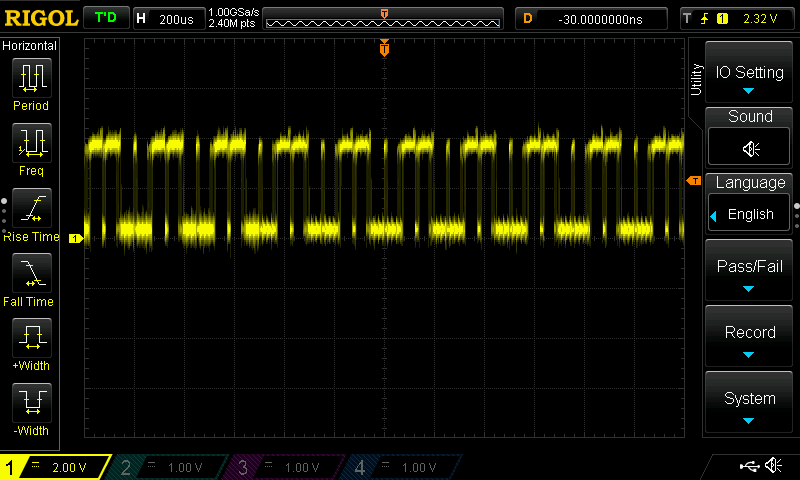 RIGOL T'D H 200us 1.00GSa/s 2.40M pts T D -30.0000000ns T 1 2.32 V
Horizontal
Period
Freq
Rise Time
Fall Time
+Width
-Width
T
T
1
Utility
IO Setting
Sound
Language
English
Pass/Fail
Record
System
1 2.00 V 2 1.00 V 3 1.00 V 4 1.00 V